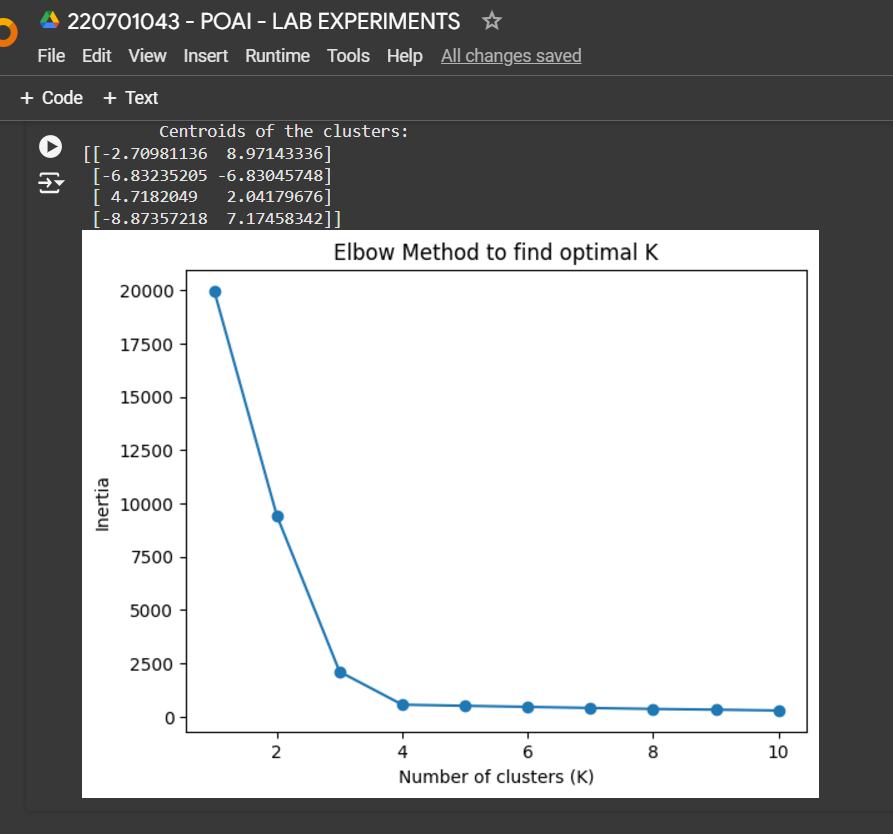 220701043 - POAI - LAB EXPERIMENTS
File Edit View Insert Runtime Tools Help All changes saved
+ Code + Text
Centroids of the clusters:
[[-2.70981136 8.97143336]
[-6.83235205 -6.83045748]
[ 4.7182049 2.04179676]
[-8.87357218 7.17458342]]
Elbow Method to find optimal K
20000
17500
15000
12500
10000
7500
5000
2500
0
Inertia
2 4 6 8 10
Number of clusters (K)